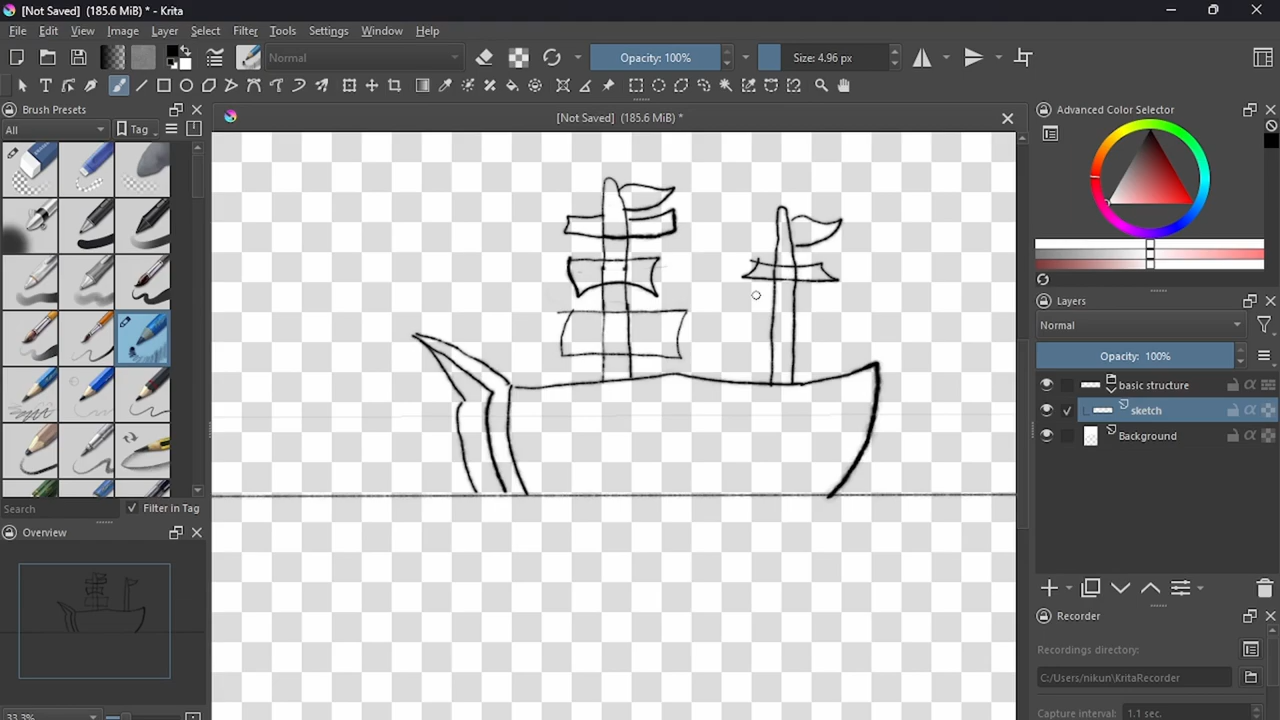 [Not Saved] (185.6 MiB) * - Krita
File Edit View Image Layer Select Filter Tools Settings Window Help
Normal
Opacity: 100%
Size: 4.96 px
Brush Presets
[Not Saved] (185.6 MiB) *
Advanced Color Selector
All
Tag
Layers
Normal
Opacity: 100%
basic structure
sketch
Background
Search
Filter in Tag
Overview
Recorder
Recordings directory:
C:/Users/nikun\KritaRecorder
Capture interval: 1.1 sec.
33.3%